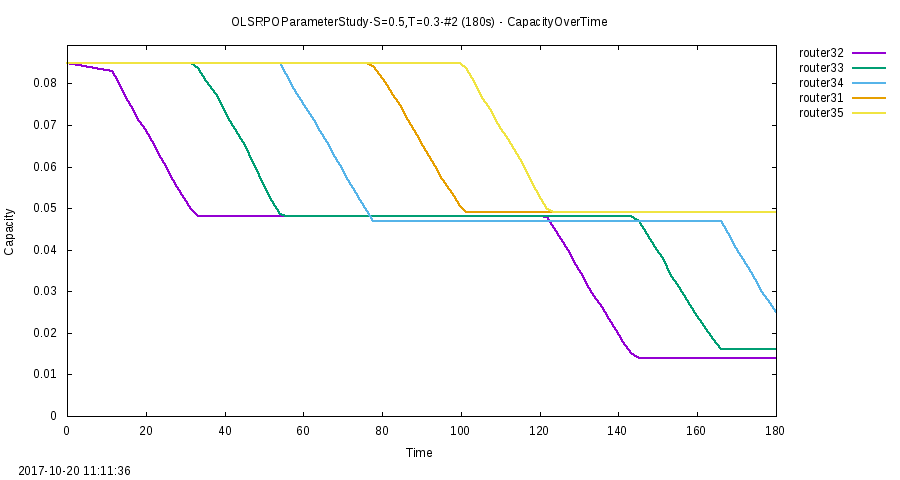 OLSRPOParameterStudy-S=0.5,T=0.3-#2 (180s) - CapacityOverTime
router32
router33
router34
router31
router35
0.08
0.07
0.06
0.05
0.04
0.03
0.02
0.01
0
Capacity
0 20 40 60 80 100 120 140 160 180
Time
2017-10-20 11:11:36